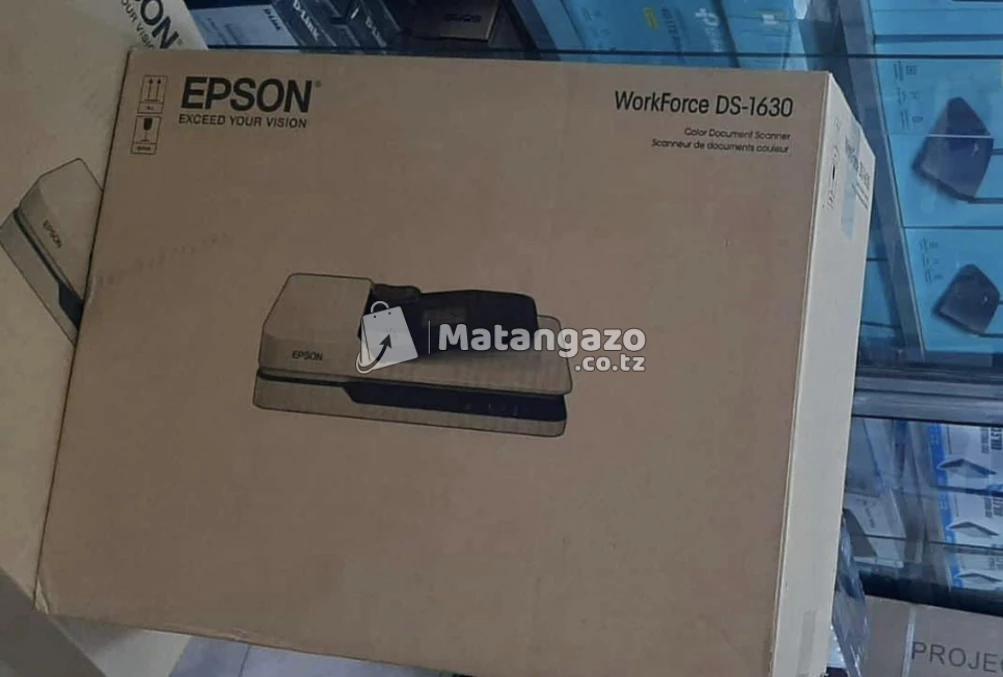 EPSON
EXCEED YOUR VISION
WorkForce DS-1630
Color Document Scanner
Scanneur de documents couleur
EPSON
EPSON
Matangazo
.co.tz